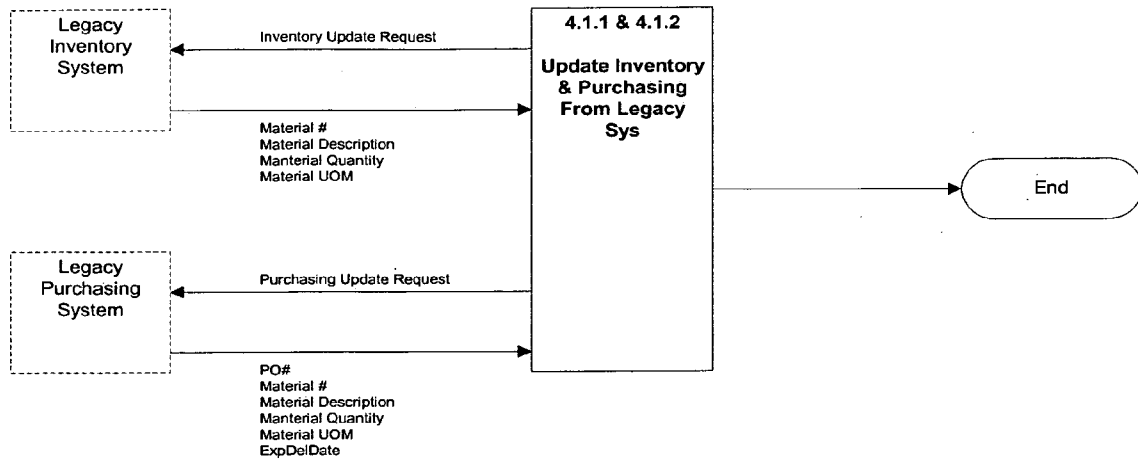 Legacy
Inventory
System
Inventory Update Request
Material #
Material Description
Manterial Quantity
Material UOM
4.1.1 & 4.1.2
Update Inventory
& Purchasing
From Legacy
Sys
End
Legacy
Purchasing
System
Purchasing Update Request
PO#
Material #
Material Description
Manterial Quantity
Material UOM
ExpDelDate